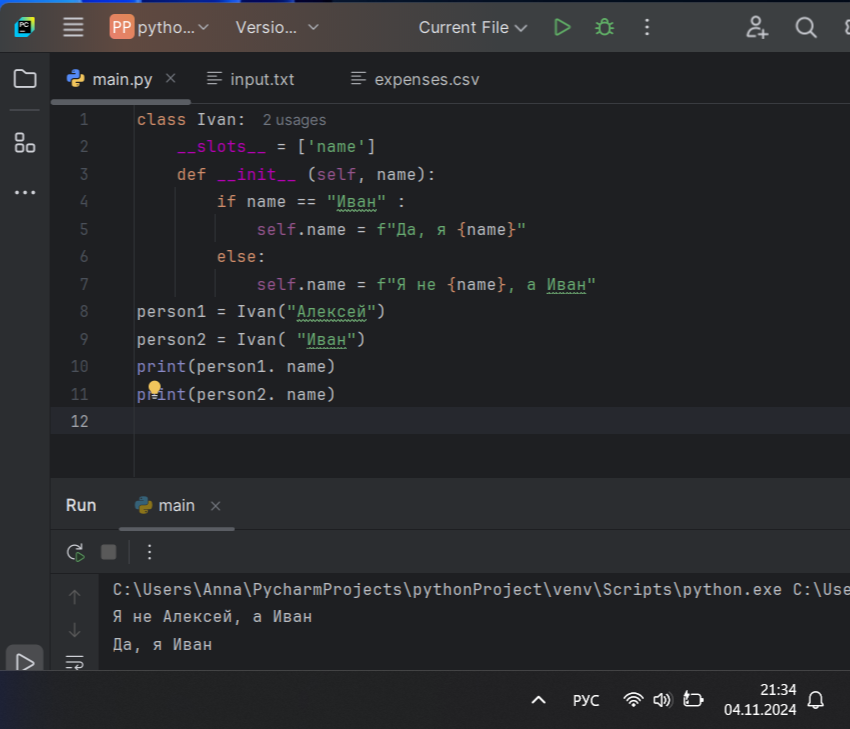 PC
PP pytho... Versio... Current File
main.py input.txt expenses.csv
1 class Ivan: 2 usages
2 __slots__ = ['name']
3 def __init__ (self, name):
4 if name == "Иван" :
5 self.name = f"Да, я {name}"
6 else:
7 self.name = f"Я не {name}, а Иван"
8 person1 = Ivan("Алексей")
9 person2 = Ivan( "Иван")
10 print(person1. name)
11 print(person2. name)
12
Run main
C:\Users\Anna\PycharmProjects\pythonProject\venv\Scripts\python.exe C:\Use
Я не Алексей, а Иван
Да, я Иван
РУС
21:34
04.11.2024